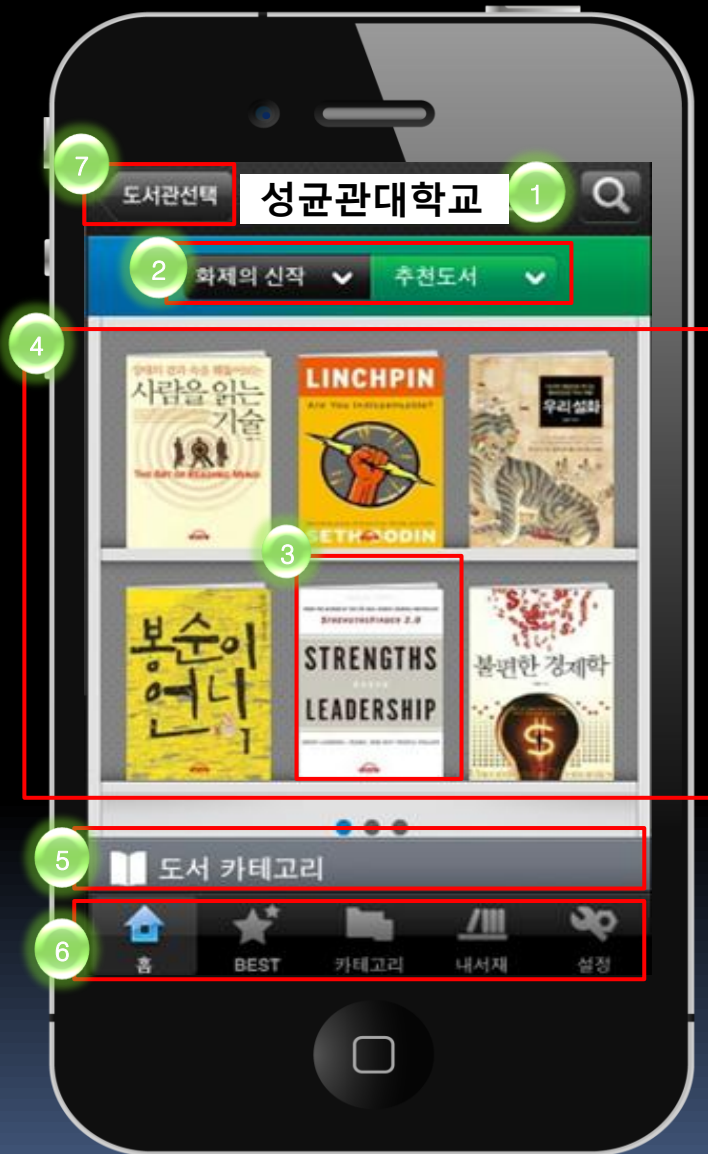 7
도서관선택
성균관대학교
1
2
화제의 신작
추천도서
4
사람을 읽는
기술
THE ART OF READING MIND
LINCHPIN
Are You Indispensable?
SETH GODIN
우리 설화
3
봉순이
언니
1
STRENGTHSFINDER 2.0
STRENGTHS
LEADERSHIP
불편한 경제학
$
5
도서 카테고리
6
홈
BEST
카테고리
내서재
설정